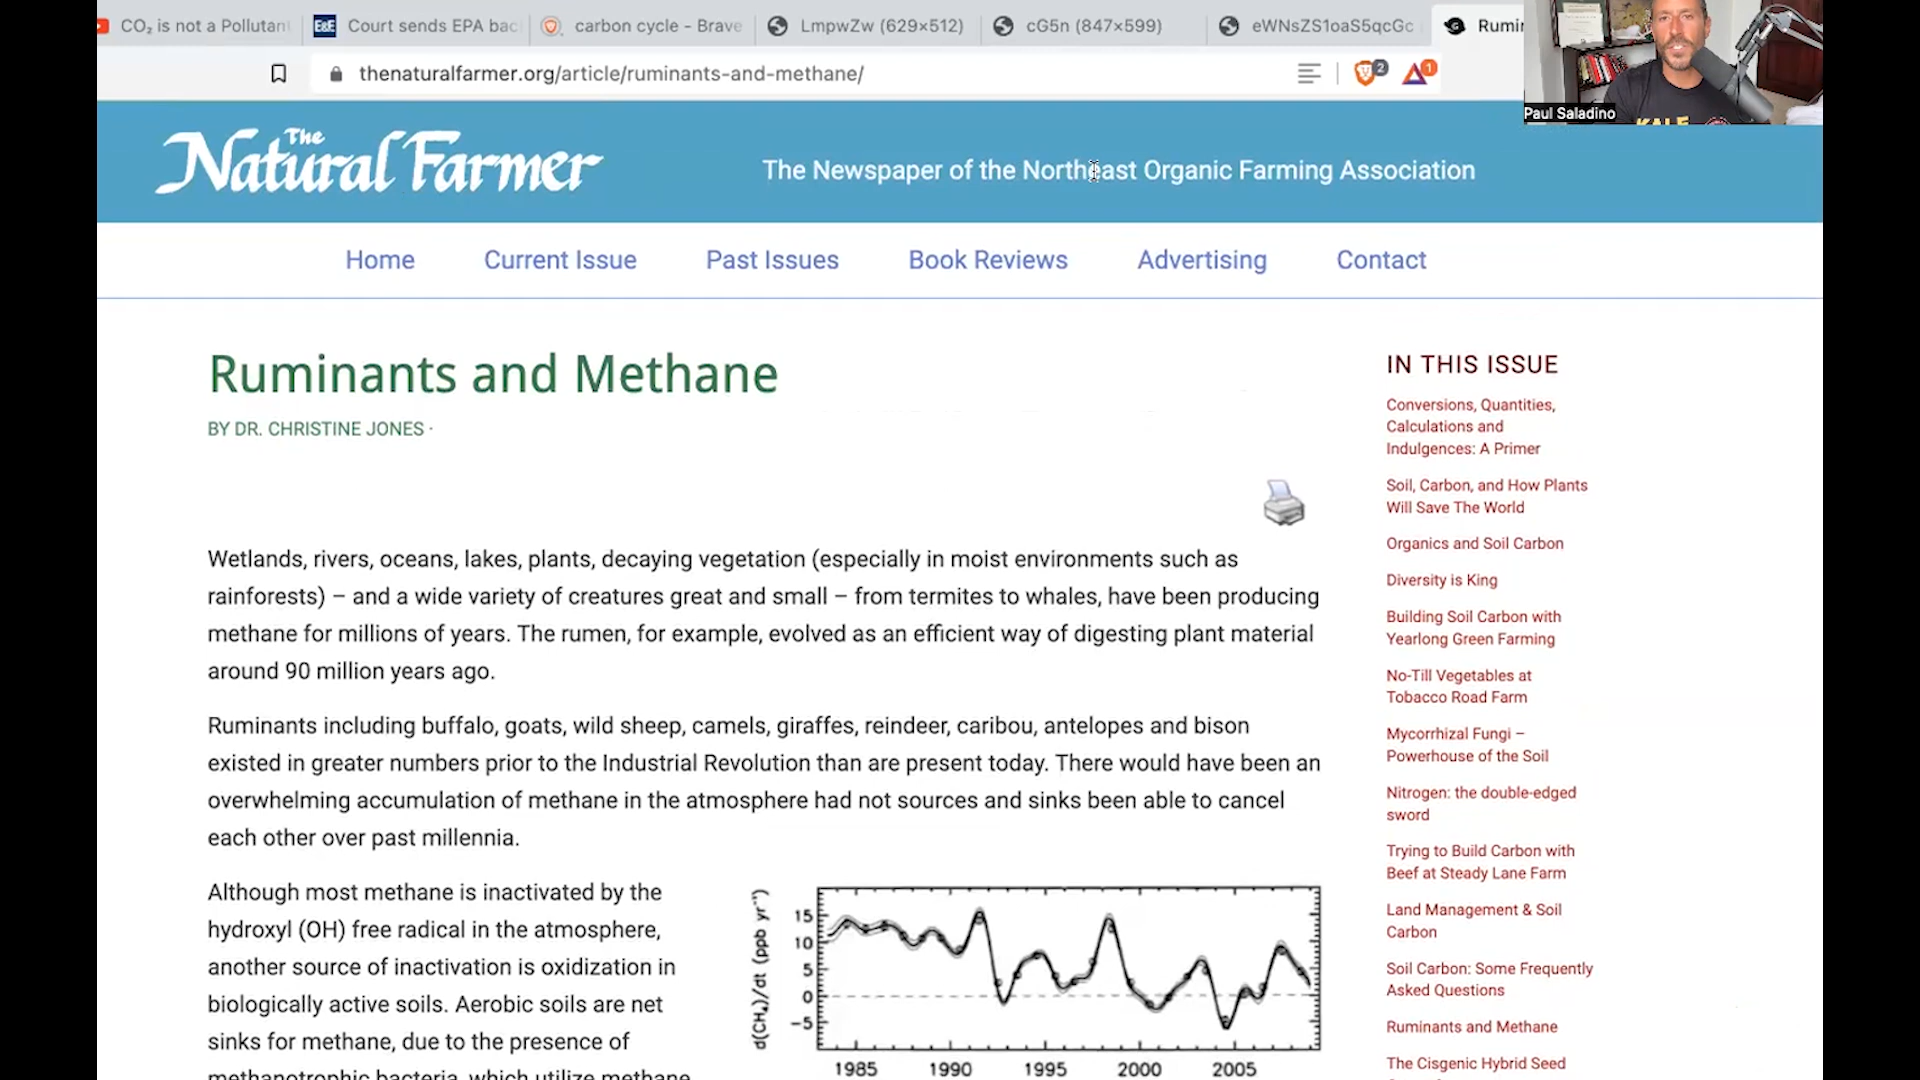 CO₂ is not a Pollutant
E&E
Court sends EPA bac
carbon cycle - Brave
LmpwZw (629×512)
cG5n (847×599)
eWNsZS1oaS5qcGc
Rumin
thenaturalfarmer.org/article/ruminants-and-methane/
2
1
Paul Saladino
KALE
The Natural Farmer
The Newspaper of the Northeast Organic Farming Association
Home
Current Issue
Past Issues
Book Reviews
Advertising
Contact
Ruminants and Methane
BY DR. CHRISTINE JONES ·
Wetlands, rivers, oceans, lakes, plants, decaying vegetation (especially in moist environments such as
rainforests) – and a wide variety of creatures great and small – from termites to whales, have been producing
methane for millions of years. The rumen, for example, evolved as an efficient way of digesting plant material
around 90 million years ago.
Ruminants including buffalo, goats, wild sheep, camels, giraffes, reindeer, caribou, antelopes and bison
existed in greater numbers prior to the Industrial Revolution than are present today. There would have been an
overwhelming accumulation of methane in the atmosphere had not sources and sinks been able to cancel
each other over past millennia.
Although most methane is inactivated by the
hydroxyl (OH) free radical in the atmosphere,
another source of inactivation is oxidization in
biologically active soils. Aerobic soils are net
sinks for methane, due to the presence of
methanotrophic bacteria, which utilize methane
d(CH₄)/dt (ppb yr⁻¹)
15
10
5
0
-5
1985
1990
1995
2000
2005
IN THIS ISSUE
Conversions, Quantities,
Calculations and
Indulgences: A Primer
Soil, Carbon, and How Plants
Will Save The World
Organics and Soil Carbon
Diversity is King
Building Soil Carbon with
Yearlong Green Farming
No-Till Vegetables at
Tobacco Road Farm
Mycorrhizal Fungi –
Powerhouse of the Soil
Nitrogen: the double-edged
sword
Trying to Build Carbon with
Beef at Steady Lane Farm
Land Management & Soil
Carbon
Soil Carbon: Some Frequently
Asked Questions
Ruminants and Methane
The Cisgenic Hybrid Seed